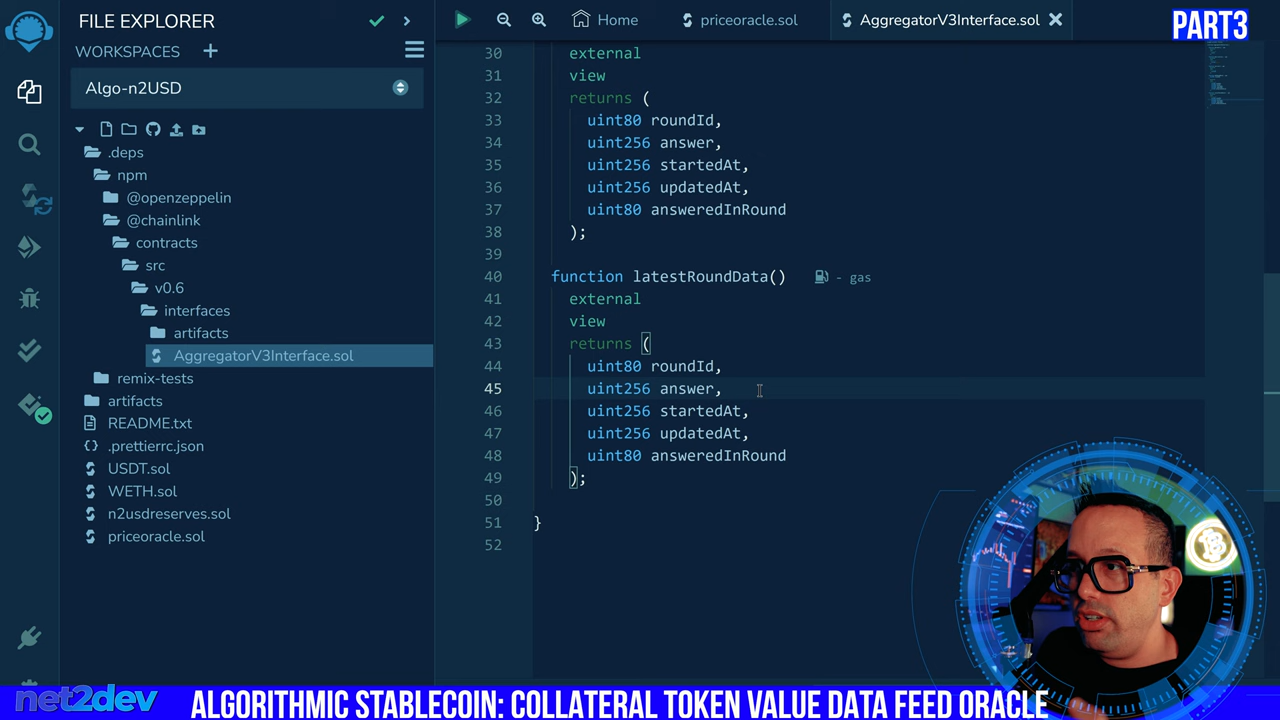 FILE EXPLORER
WORKSPACES
Algo-n2USD
.deps
npm
@openzeppelin
@chainlink
contracts
src
v0.6
interfaces
artifacts
AggregatorV3Interface.sol
remix-tests
artifacts
README.txt
.prettierrc.json
USDT.sol
WETH.sol
n2usdreserves.sol
priceoracle.sol
Home
priceoracle.sol
AggregatorV3Interface.sol
PART3
30 external
31 view
32 returns (
33 uint80 roundId,
34 uint256 answer,
35 uint256 startedAt,
36 uint256 updatedAt,
37 uint80 answeredInRound
38 );
39
40 function latestRoundData() - gas
41 external
42 view
43 returns (
44 uint80 roundId,
45 uint256 answer,
46 uint256 startedAt,
47 uint256 updatedAt,
48 uint80 answeredInRound
49 );
50
51 }
52
net2dev
ALGORITHMIC STABLECOIN: COLLATERAL TOKEN VALUE DATA FEED ORACLE